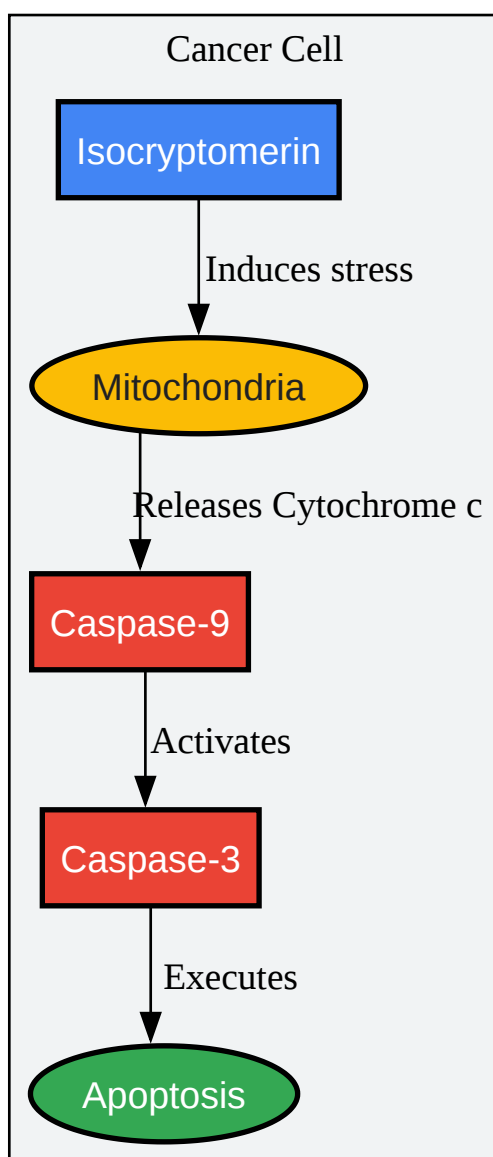 Cancer Cell
Isocryptomerin
Induces stress
Mitochondria
Releases Cytochrome c
Caspase-9
Activates
Caspase-3
Executes
Apoptosis